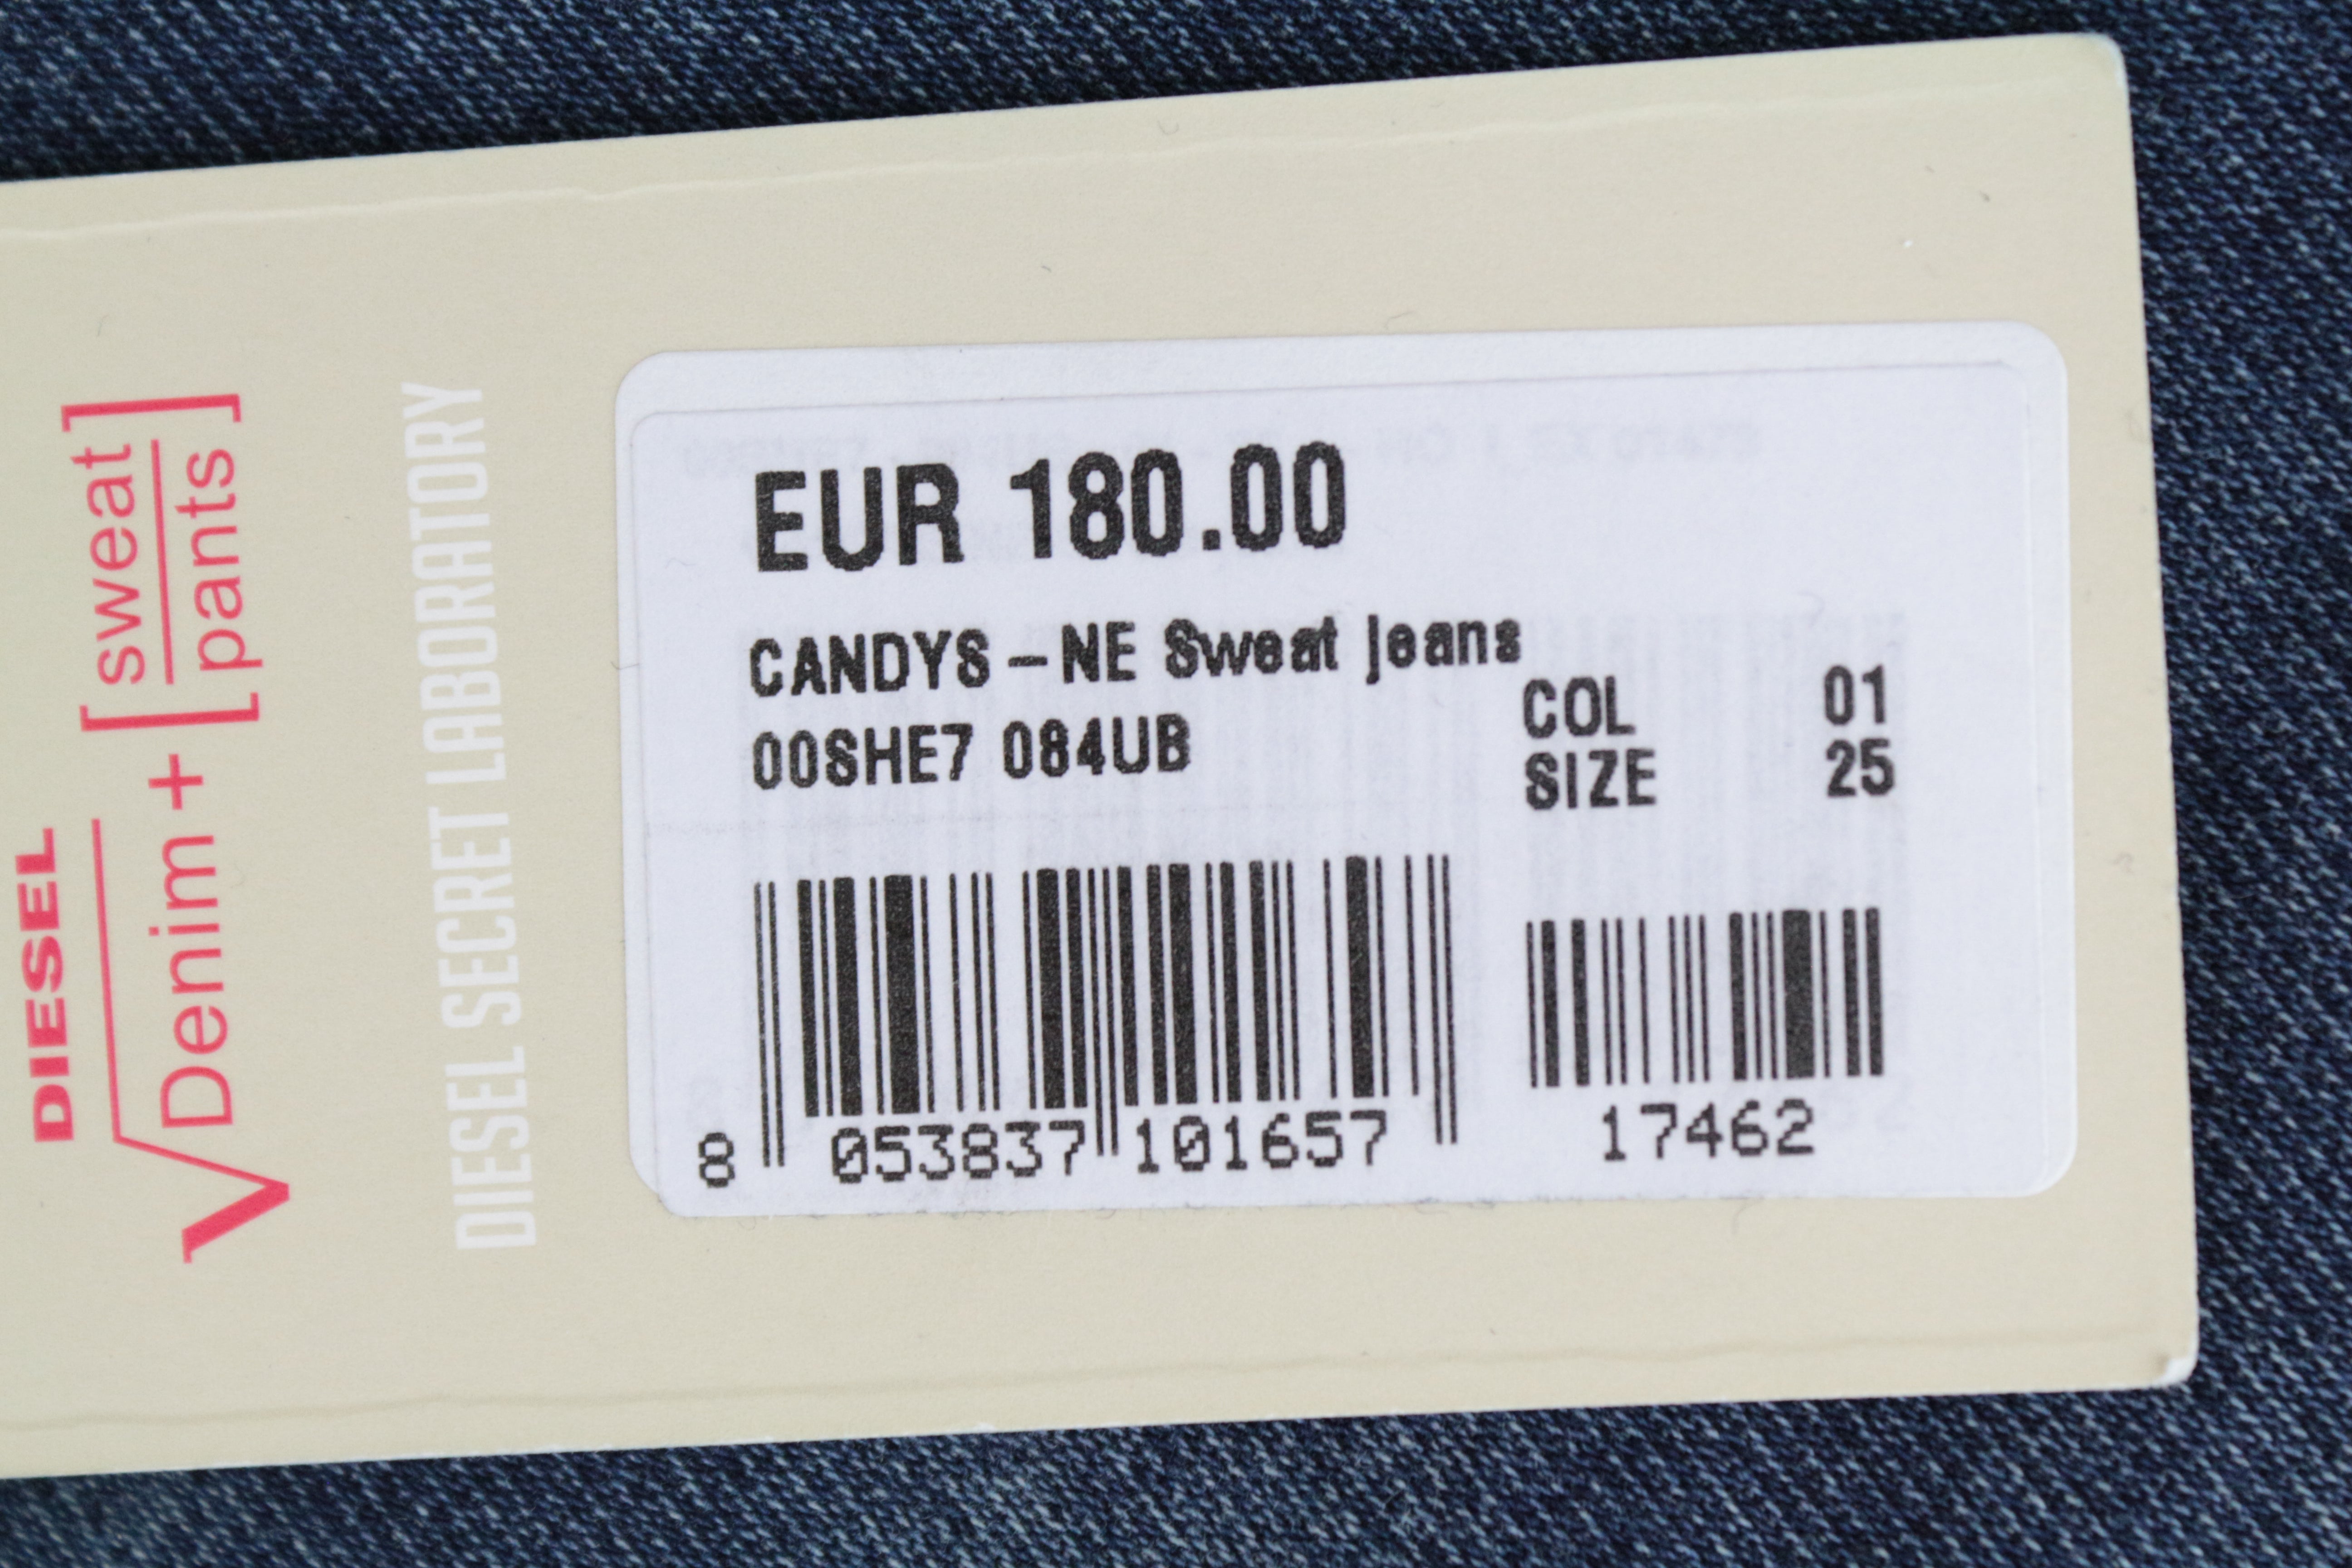 DIESEL
√Denim + [sweat
pants]
DIESEL SECRET LABORATORY
EUR 180.00
CANDYS-NE Sweat jeans
00SHE7 084UB
COL 01
SIZE 25
8 053837 101657
17462